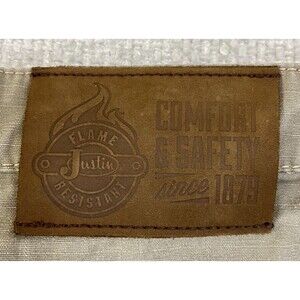 FLAME
Justin
RESISTANT
COMFORT
& SAFETY
since 1879